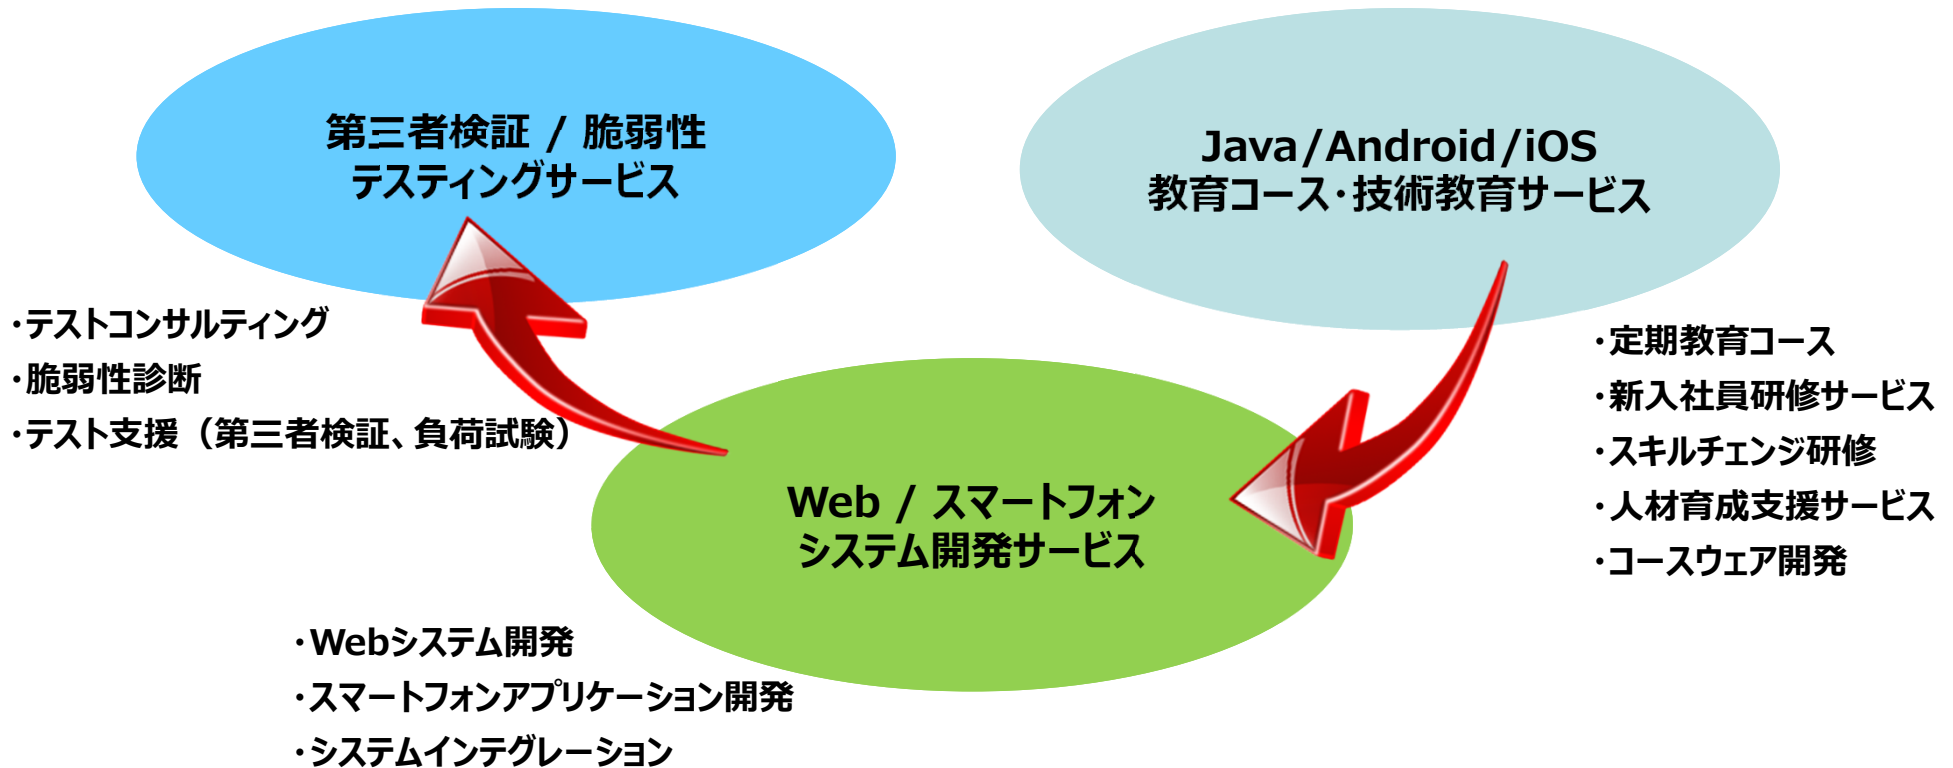 第三者検証 / 脆弱性
テスティングサービス
・テストコンサルティング
・脆弱性診断
・テスト支援（第三者検証、負荷試験）
Java/Android/iOS
教育コース・技術教育サービス
・定期教育コース
・新入社員研修サービス
・スキルチェンジ研修
・人材育成支援サービス
・コースウェア開発
Web / スマートフォン
システム開発サービス
・Webシステム開発
・スマートフォンアプリケーション開発
・システムインテグレーション